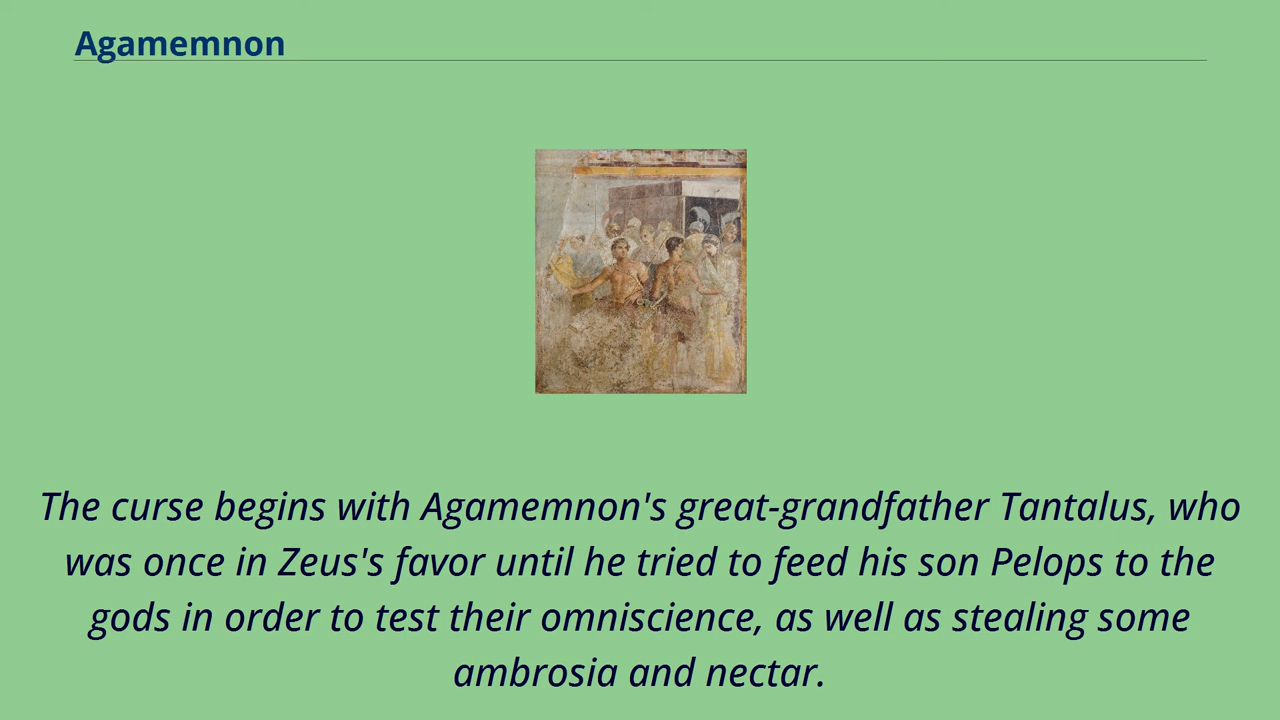 Agamemnon
The curse begins with Agamemnon's great-grandfather Tantalus, who
was once in Zeus's favor until he tried to feed his son Pelops to the
gods in order to test their omniscience, as well as stealing some
ambrosia and nectar.